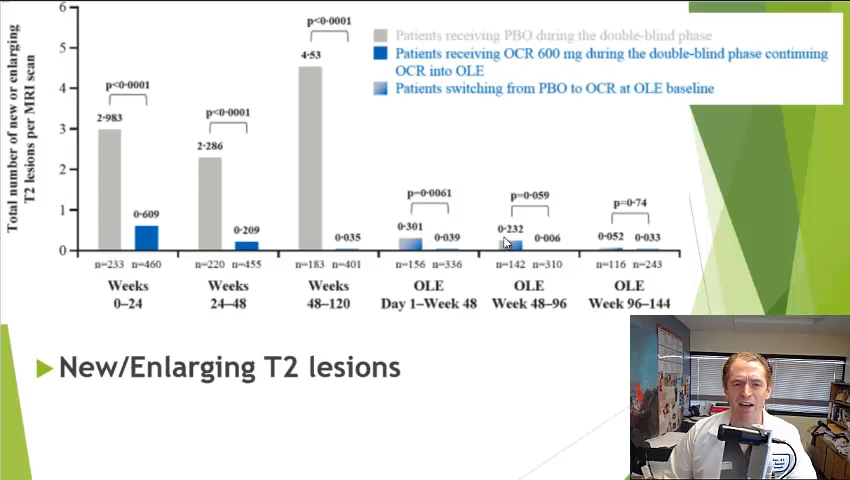 Total number of new or enlarging
T2 lesions per MRI scan
6
5
4
3
2
1
0
p<0·0001
2·983
0·609
p<0·0001
2·286
0·209
p<0·0001
4·53
0·035
p=0·0061
0·301
0·039
p=0·059
0·232
0·006
p=0·74
0·052
0·033
Patients receiving PBO during the double-blind phase
Patients receiving OCR 600 mg during the double-blind phase continuing
OCR into OLE
Patients switching from PBO to OCR at OLE baseline
n=233 n=460
n=220 n=455
n=183 n=401
n=156 n=336
n=142 n=310
n=116 n=243
Weeks
0–24
Weeks
24–48
Weeks
48–120
OLE
Day 1–Week 48
OLE
Week 48–96
OLE
Week 96–144
New/Enlarging T2 lesions